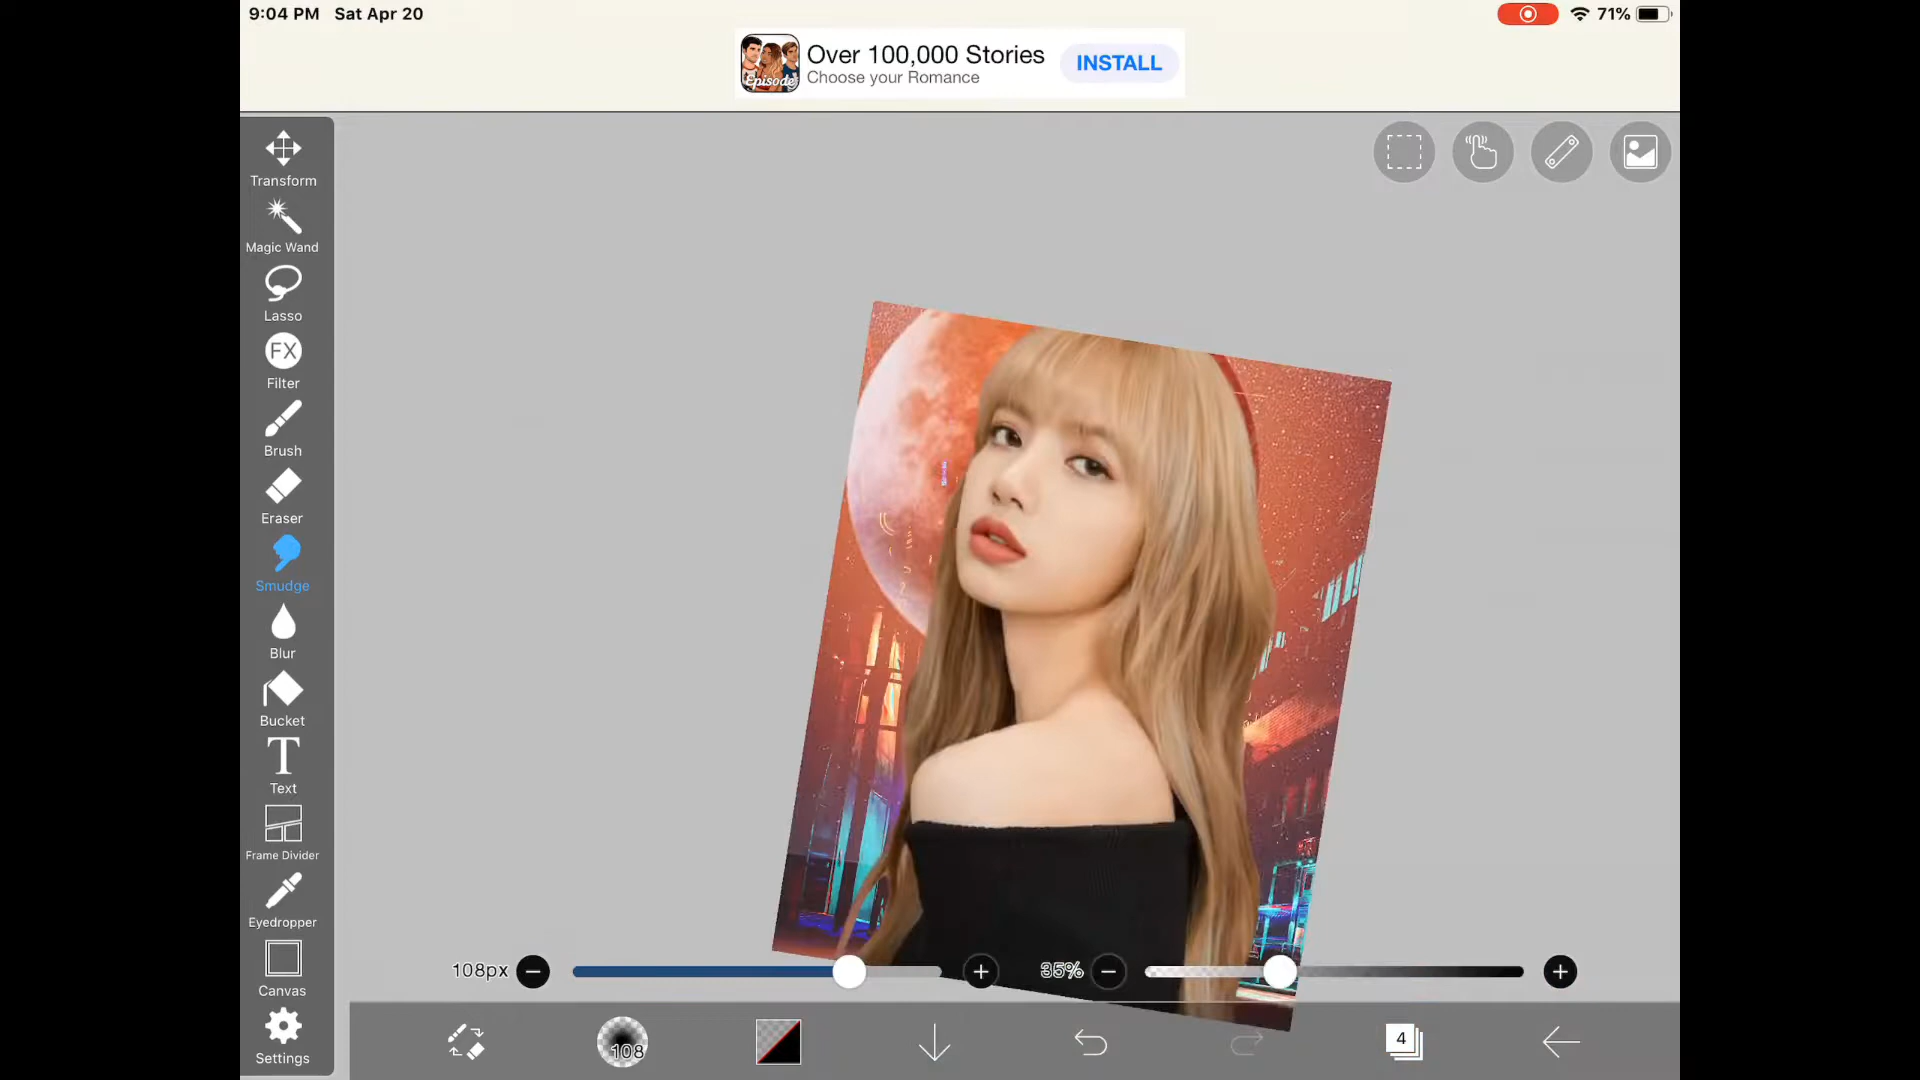 9:04 PM Sat Apr 20
71%
Episode
Over 100,000 Stories
Choose your Romance
INSTALL
Transform
Magic Wand
Lasso
FX
Filter
Brush
Eraser
Smudge
Blur
Bucket
T
Text
Frame Divider
Eyedropper
Canvas
Settings
108px
35%
108
4